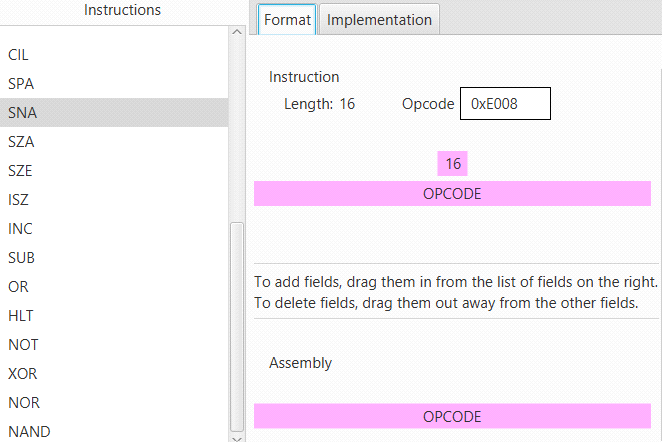 Instructions
CIL
SPA
SNA
SZA
SZE
ISZ
INC
SUB
OR
HLT
NOT
XOR
NOR
NAND
Format Implementation
Instruction
Length: 16 Opcode 0xE008
16
OPCODE
To add fields, drag them in from the list of fields on the right.
To delete fields, drag them out away from the other fields.
Assembly
OPCODE